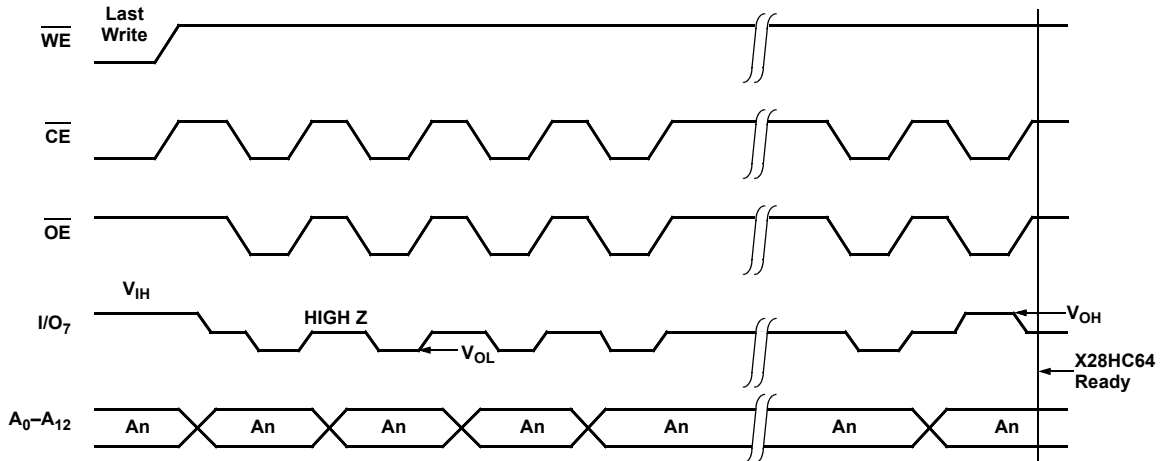 Last
Write
WE
CE
OE
VIH
I/O7
HIGH Z
VOL
VOH
X28HC64
Ready
A0–A12
An An An An An An An